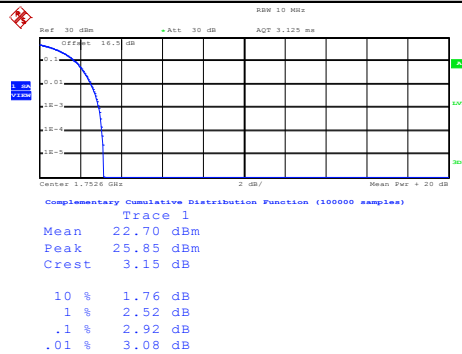 RBW 10 MHz
Ref 30 dBm Att 30 dB AQT 3.125 ms
Offset 16.5 dB
0.1
A
0.01
1 SA
VIEW
1E-3
LV
1E-4
1E-5
3D
Center 1.7526 GHz 2 dB/ Mean Pwr + 20 dB
Complementary Cumulative Distribution Function (100000 samples)
Trace 1
Mean 22.70 dBm
Peak 25.85 dBm
Crest 3.15 dB
10 % 1.76 dB
1 % 2.52 dB
.1 % 2.92 dB
.01 % 3.08 dB